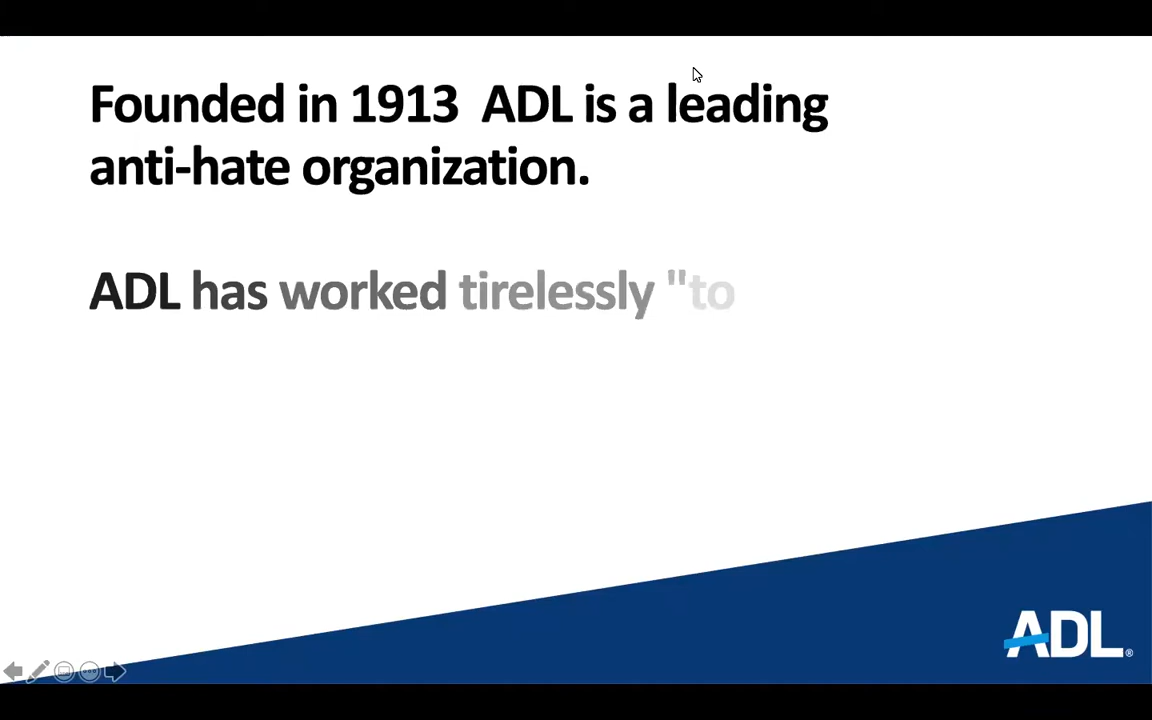 Founded in 1913  ADL is a leading
anti-hate organization.
ADL has worked tirelessly "to
ADL®